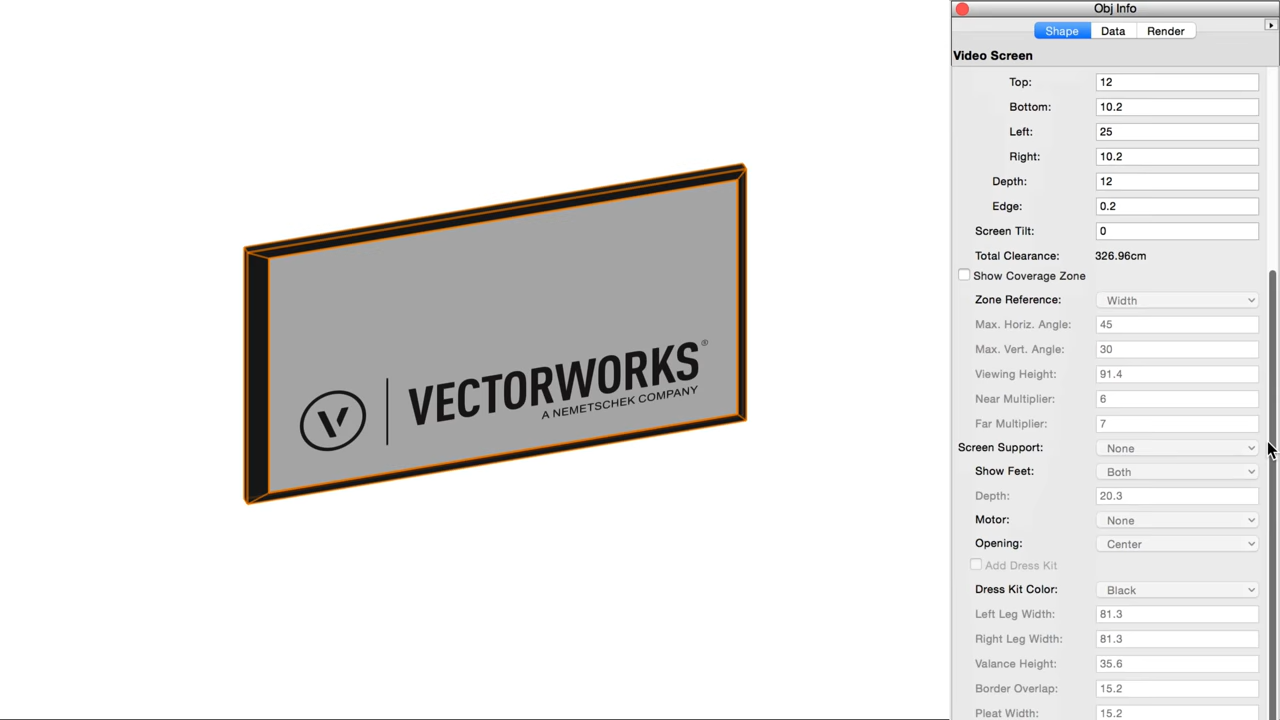 Obj Info
Shape Data Render
Video Screen
Top: 12
Bottom: 10.2
Left: 25
Right: 10.2
Depth: 12
Edge: 0.2
Screen Tilt: 0
Total Clearance: 326.96cm
Show Coverage Zone
Zone Reference: Width
Max. Horiz. Angle: 45
Max. Vert. Angle: 30
Viewing Height: 91.4
Near Multiplier: 6
Far Multiplier: 7
Screen Support: None
Show Feet: Both
Depth: 20.3
Motor: None
Opening: Center
Add Dress Kit
Dress Kit Color: Black
Left Leg Width: 81.3
Right Leg Width: 81.3
Valance Height: 35.6
Border Overlap: 15.2
Pleat Width: 15.2
V VECTORWORKS®
A NEMETSCHEK COMPANY